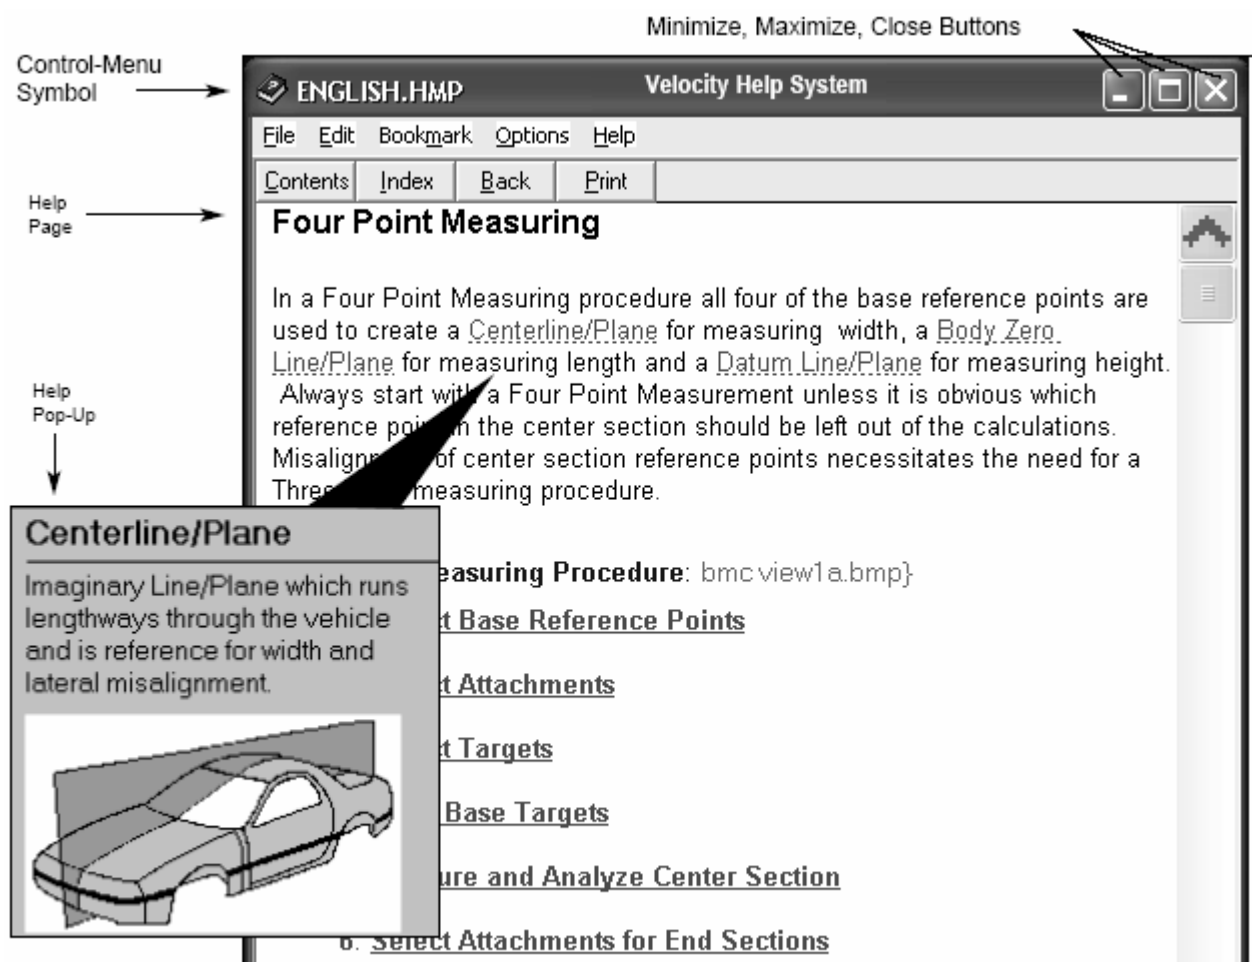 Minimize, Maximize, Close Buttons
Control-Menu
Symbol
ENGLISH.HMP
Velocity Help System
File Edit Bookmark Options Help
Contents Index Back Print
Help
Page
Four Point Measuring
In a Four Point Measuring procedure all four of the base reference points are
used to create a Centerline/Plane for measuring width, a Body Zero
Line/Plane for measuring length and a Datum Line/Plane for measuring height.
Always start with a Four Point Measurement unless it is obvious which
reference point in the center section should be left out of the calculations.
Misalignment of center section reference points necessitates the need for a
Three measuring procedure.
Help
Pop-Up
Centerline/Plane
Imaginary Line/Plane which runs
lengthways through the vehicle
and is reference for width and
lateral misalignment.
easuring Procedure: bmc view1a.bmp}
t Base Reference Points
t Attachments
t Targets
Base Targets
ure and Analyze Center Section
6. Select Attachments for End Sections